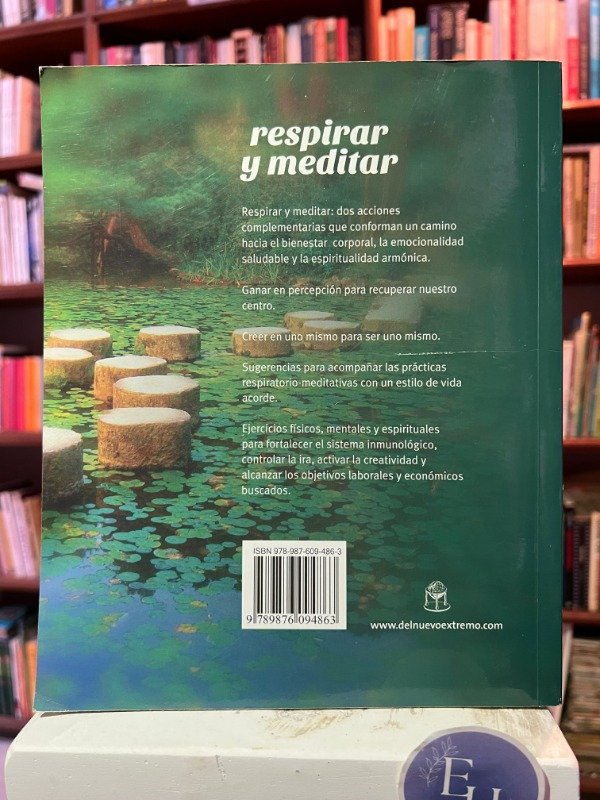 respirar
y meditar
Respirar y meditar: dos acciones
complementarias que conforman un camino
hacia el bienestar corporal, la emocionalidad
saludable y la espiritualidad armónica.
Ganar en percepción para recuperar nuestro
centro.
Creer en uno mismo para ser uno mismo.
Sugerencias para acompañar las prácticas
respiratorio-meditativas con un estilo de vida
acorde.
Ejercicios físicos, mentales y espirituales
para fortalecer el sistema inmunológico,
controlar la ira, activar la creatividad y
alcanzar los objetivos laborales y económicos
buscados.
ISBN 978-987-609-486-3
9 789876 094863
www.delnuevoextremo.com